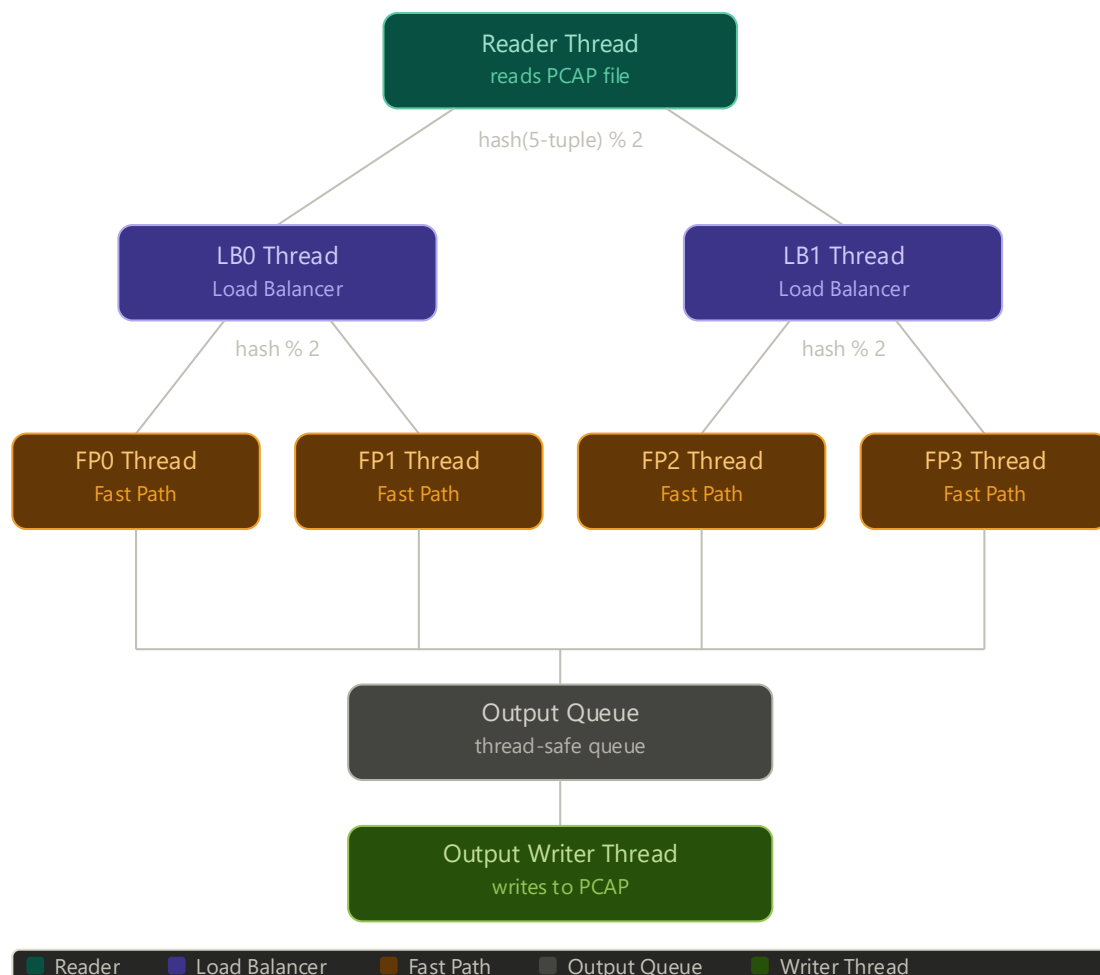 Reader Thread
reads PCAP file
hash(5-tuple) % 2
LB0 Thread
Load Balancer
LB1 Thread
Load Balancer
hash % 2
hash % 2
FP0 Thread
Fast Path
FP1 Thread
Fast Path
FP2 Thread
Fast Path
FP3 Thread
Fast Path
Output Queue
thread-safe queue
Output Writer Thread
writes to PCAP
Reader
Load Balancer
Fast Path
Output Queue
Writer Thread